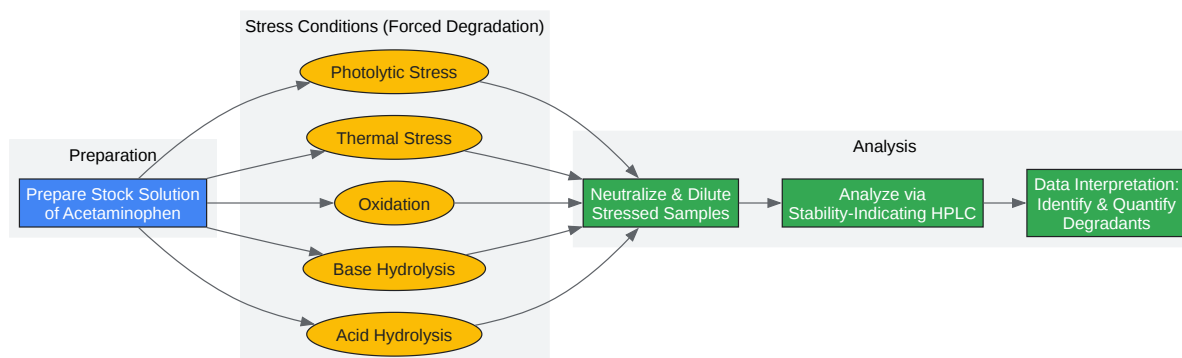 Stress Conditions (Forced Degradation)
Photolytic Stress
Thermal Stress
Oxidation
Base Hydrolysis
Acid Hydrolysis
Preparation
Prepare Stock Solution
of Acetaminophen
Analysis
Neutralize & Dilute
Stressed Samples
Analyze via
Stability-Indicating HPLC
Data Interpretation:
Identify & Quantify
Degradants